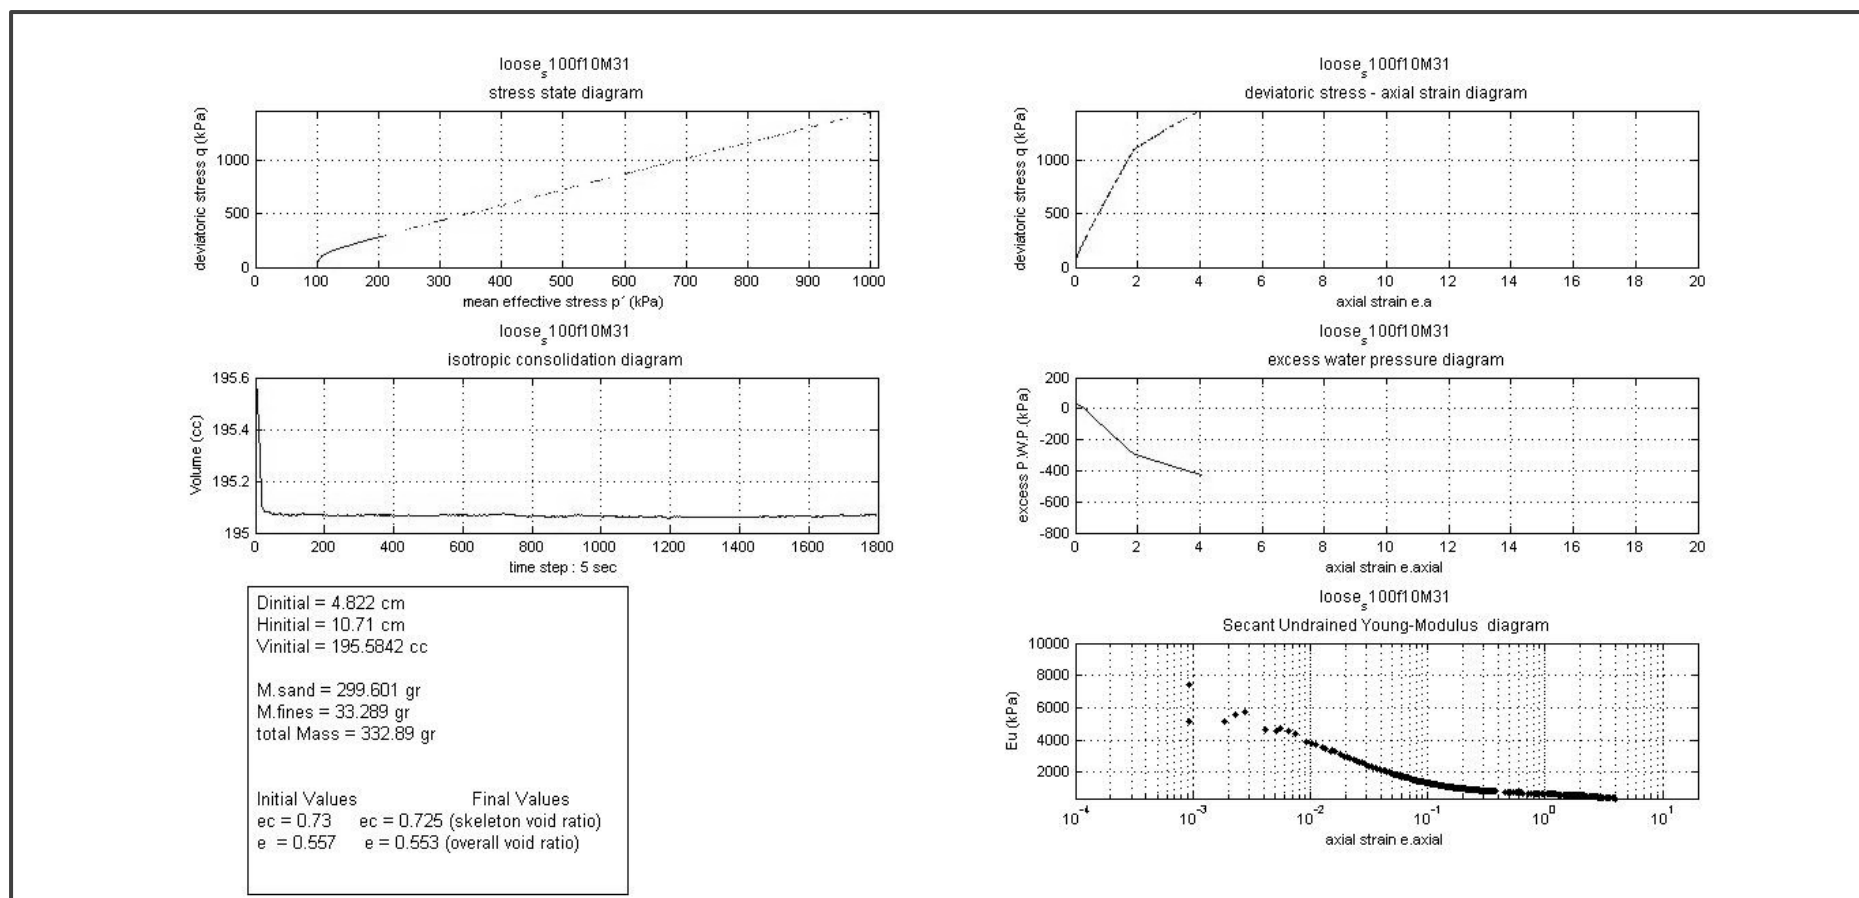 loose_s100f10M31
stress state diagram
deviatoric stress q (kPa)
1000
500
0
0 100 200 300 400 500 600 700 800 900 1000
mean effective stress p´ (kPa)
loose_s100f10M31
deviatoric stress - axial strain diagram
deviatoric stress q (kPa)
1000
500
0
0 2 4 6 8 10 12 14 16 18 20
axial strain e.a
loose_s100f10M31
isotropic consolidation diagram
Volume (cc)
195.6
195.4
195.2
195
0 200 400 600 800 1000 1200 1400 1600 1800
time step : 5 sec
loose_s100f10M31
excess water pressure diagram
excess P.W.P.(kPa)
200
0
-200
-400
-600
-800
0 2 4 6 8 10 12 14 16 18 20
axial strain e.axial
Dinitial = 4.822 cm
Hinitial = 10.71 cm
Vinitial = 195.5842 cc
M.sand = 299.601 gr
M.fines = 33.289 gr
total Mass = 332.89 gr
Initial Values Final Values
ec = 0.73 ec = 0.725 (skeleton void ratio)
e = 0.557 e = 0.553 (overall void ratio)
loose_s100f10M31
Secant Undrained Young-Modulus diagram
Eu (kPa)
10000
8000
6000
4000
2000
10^-4 10^-3 10^-2 10^-1 10^0 10^1
axial strain e.axial